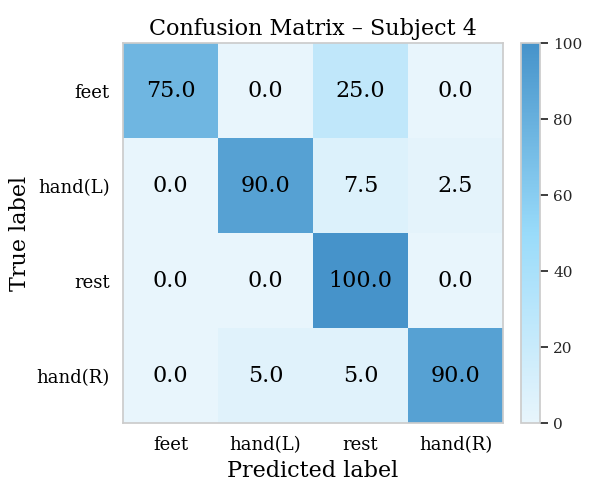 Confusion Matrix – Subject 4
True label
feet 75.0 0.0 25.0 0.0
hand(L) 0.0 90.0 7.5 2.5
rest 0.0 0.0 100.0 0.0
hand(R) 0.0 5.0 5.0 90.0
feet hand(L) rest hand(R)
Predicted label
100
80
60
40
20
0